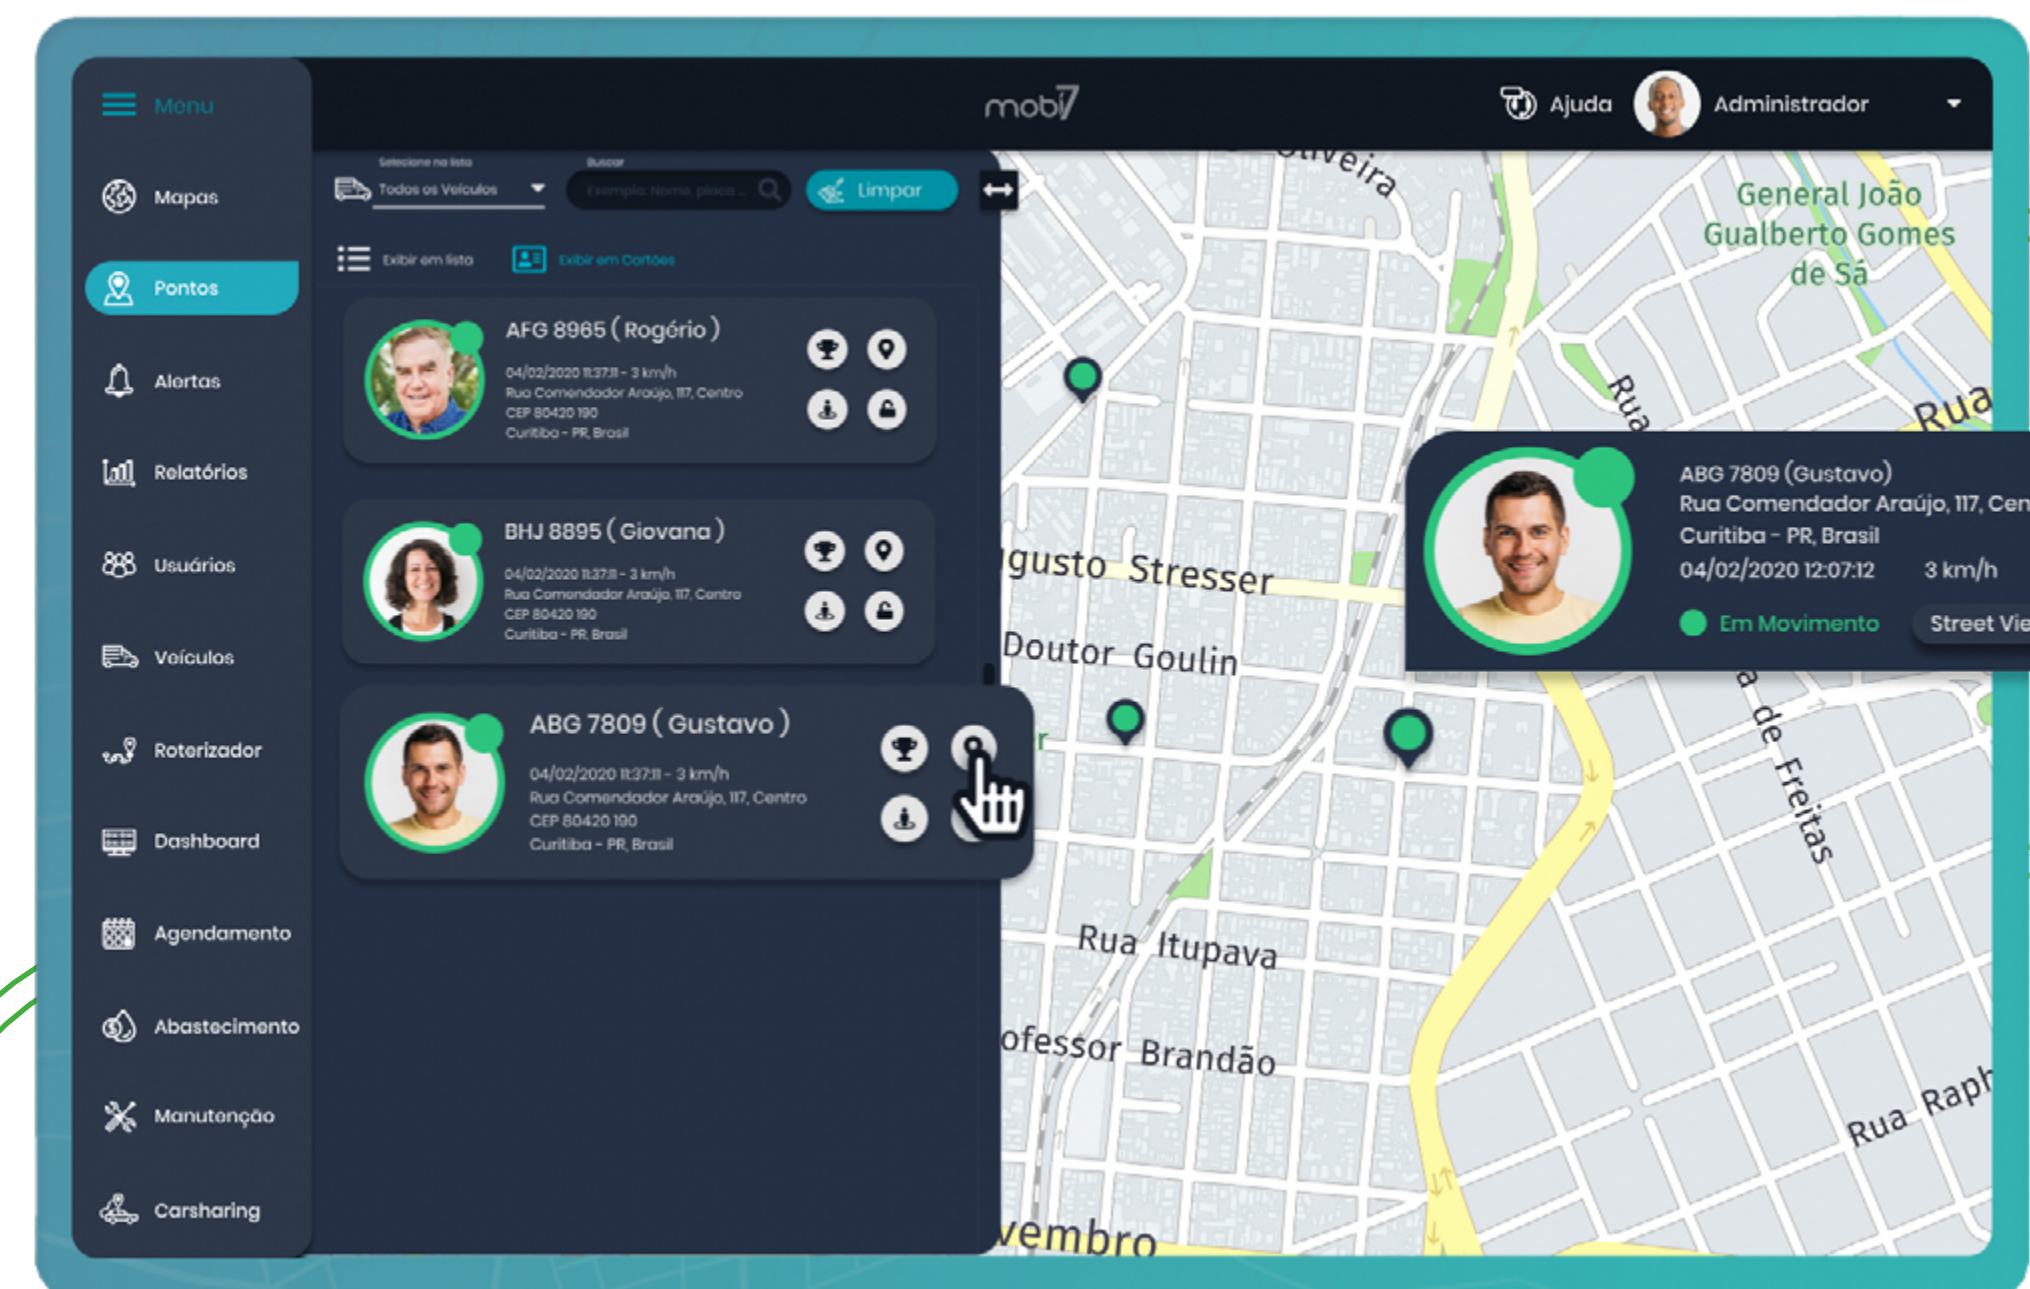 Menu
mobi7
Ajuda
Administrador
Mapas
Pontos
Alertas
Relatórios
Usuários
Veículos
Roterizador
Dashboard
Agendamento
Abastecimento
Manutenção
Carsharing
Selecione na lista
Todos os Veículos
Buscar
Exemplo: Nome, placa ...
Limpar
Exibir em lista
Exibir em Cartões
AFG 8965 ( Rogério )
04/02/2020 11:37:11 - 3 km/h
Rua Comendador Araújo, 117, Centro
CEP 80420 190
Curitiba - PR, Brasil
BHJ 8895 ( Giovana )
04/02/2020 11:37:11 - 3 km/h
Rua Comendador Araújo, 117, Centro
CEP 80420 190
Curitiba - PR, Brasil
ABG 7809 ( Gustavo )
04/02/2020 11:37:11 - 3 km/h
Rua Comendador Araújo, 117, Centro
CEP 80420 190
Curitiba - PR, Brasil
General João
Gualberto Gomes
de Sá
Rua
Rua
ABG 7809 (Gustavo)
Rua Comendador Araújo, 117, Cen
Curitiba - PR, Brasil
04/02/2020 12:07:12 3 km/h
Em Movimento
Street Vie
gusto Stresser
Doutor Goulin
r
a de Freitas
Rua Itupava
ofessor Brandão
Rua Raph
vembro